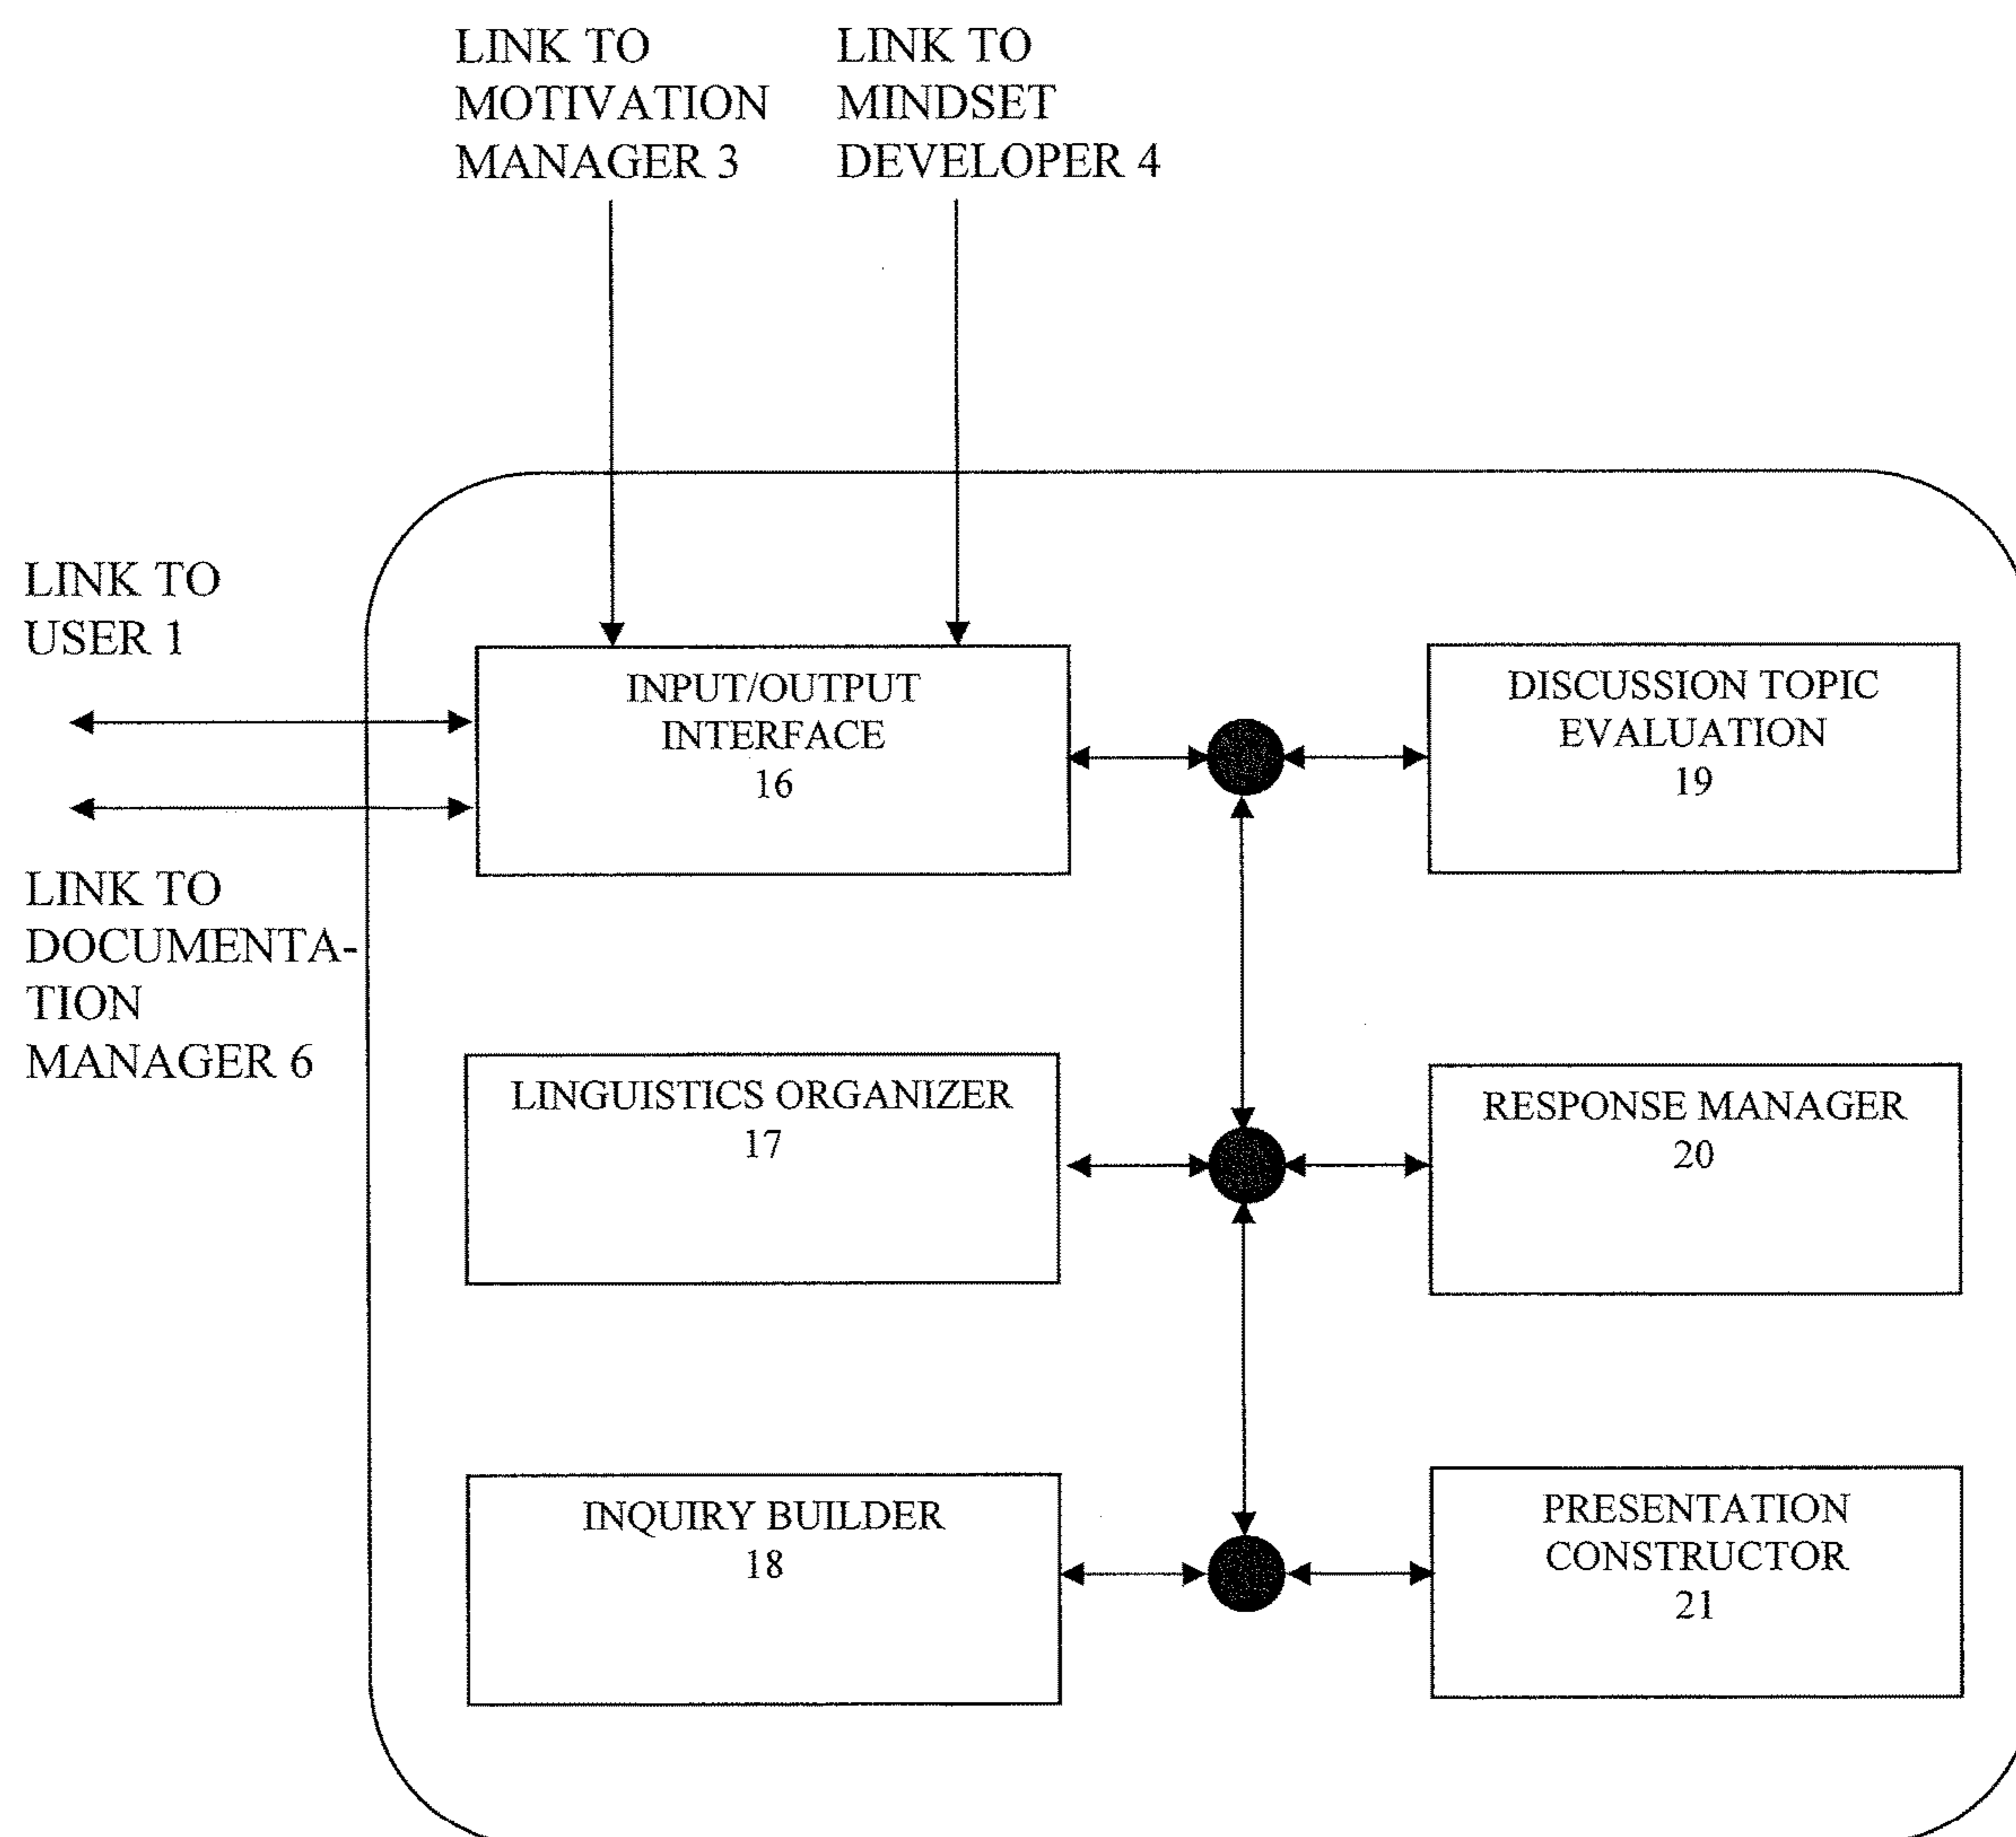 LINK TO
MOTIVATION
MANAGER 3
LINK TO
MINDSET
DEVELOPER 4
LINK TO
USER 1
LINK TO
DOCUMENTA-
TION
MANAGER 6
INPUT/OUTPUT
INTERFACE
16
DISCUSSION TOPIC
EVALUATION
19
LINGUISTICS ORGANIZER
17
RESPONSE MANAGER
20
INQUIRY BUILDER
18
PRESENTATION
CONSTRUCTOR
21